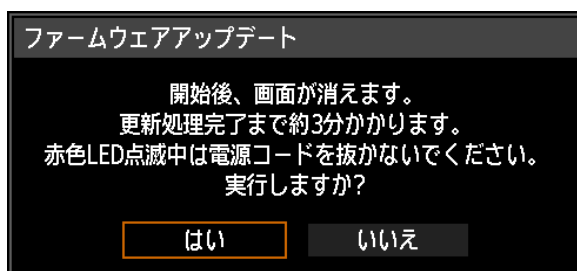 ファームウェアアップデート
開始後、画面が消えます。
更新処理完了まで約3分かかります。
赤色LED点滅中は電源コードを抜かないでください。
実行しますか?
はい
いいえ